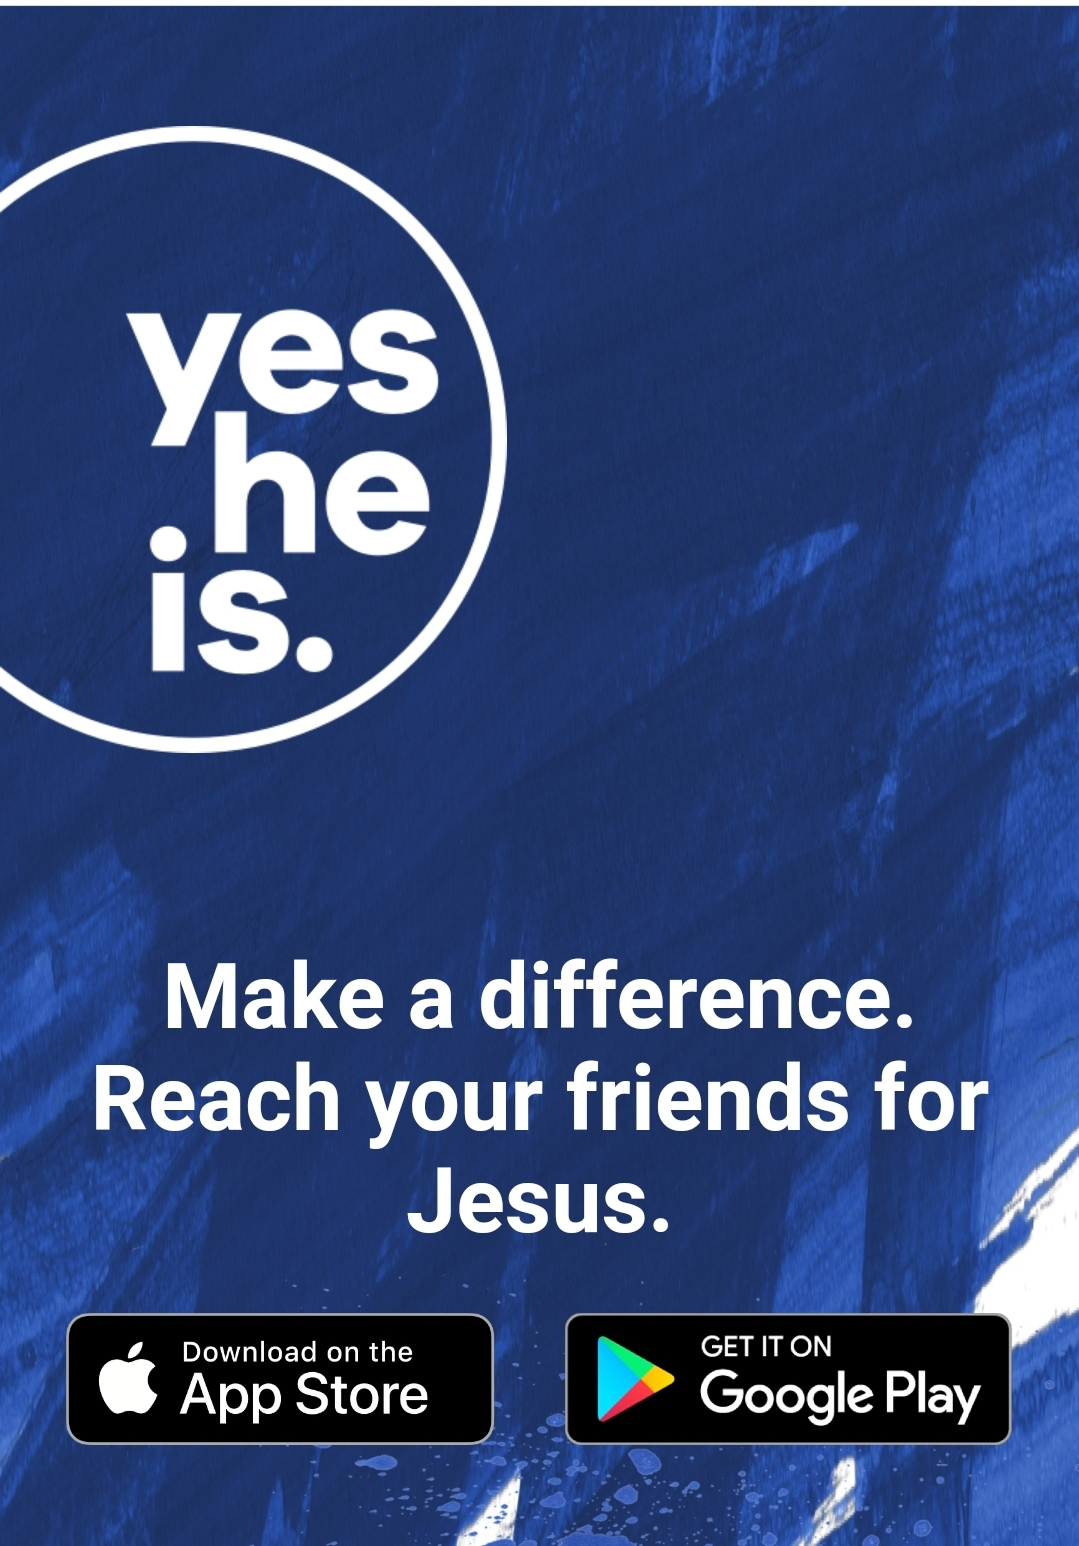 yes
he
is.
Make a difference.
Reach your friends for
Jesus.
Download on the
App Store
GET IT ON
Google Play